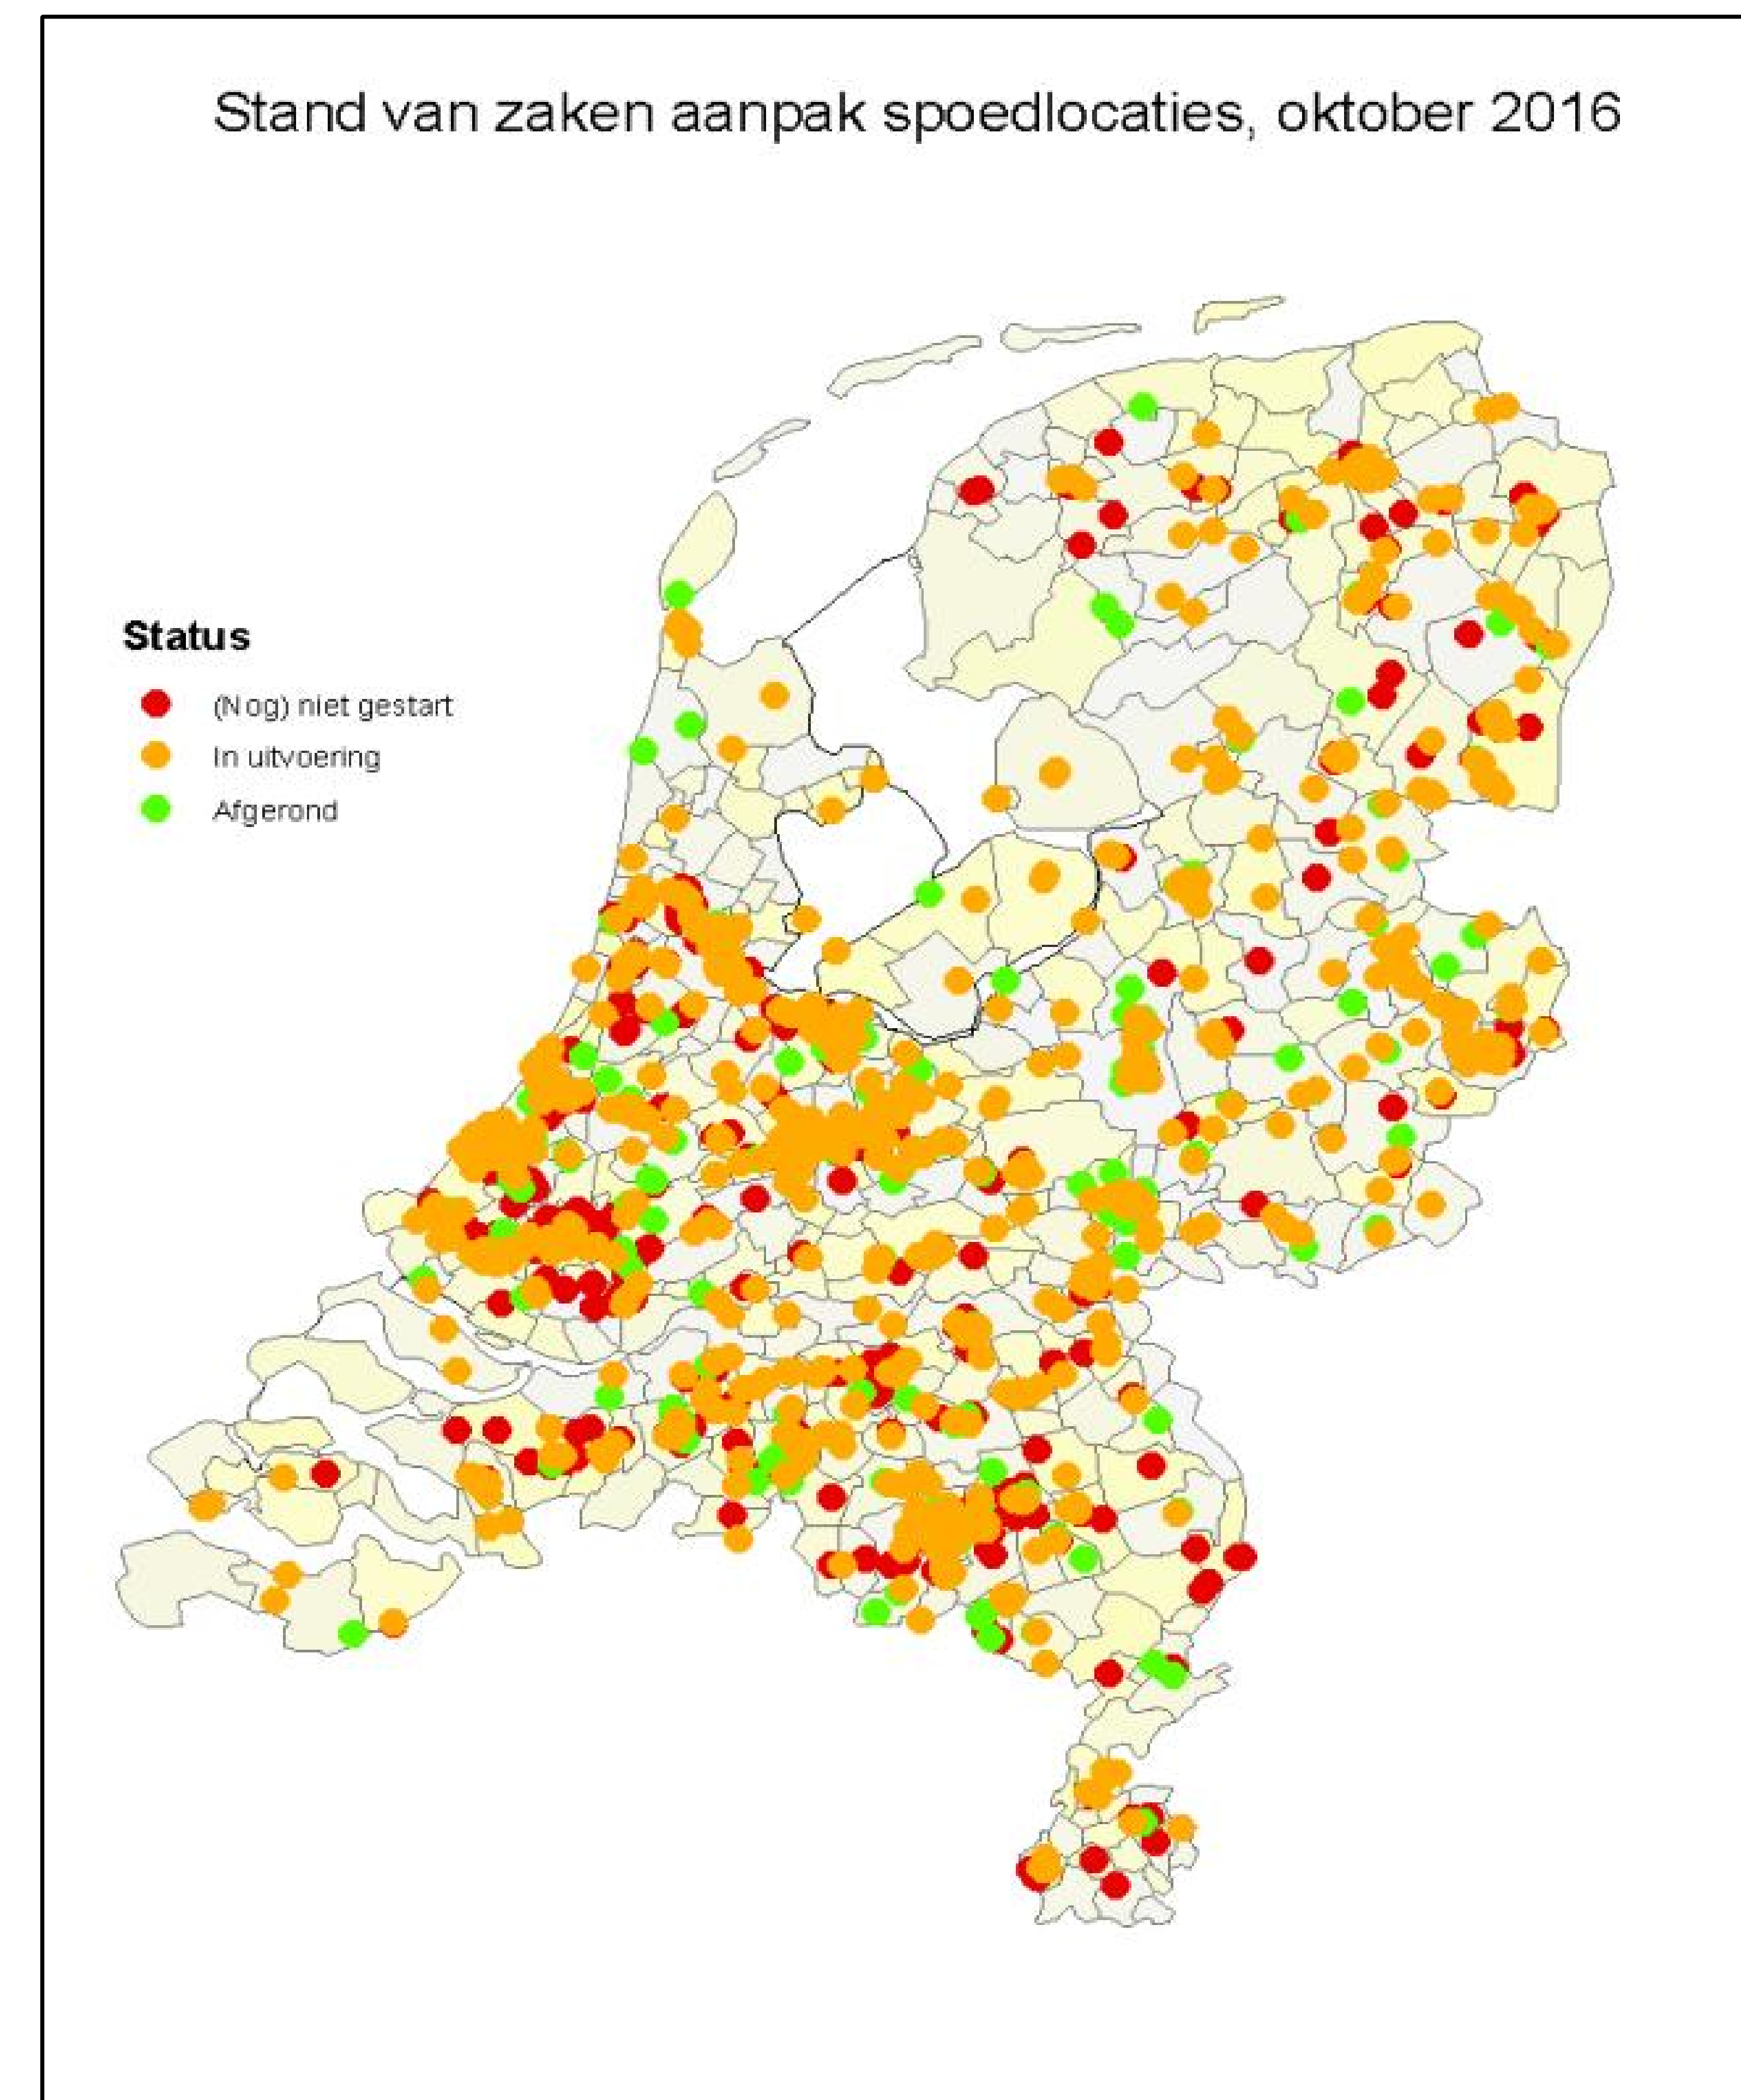 Stand van zaken aanpak spoedlocaties, oktober 2016
Status
(Nog) niet gestart
In uitvoering
Afgerond